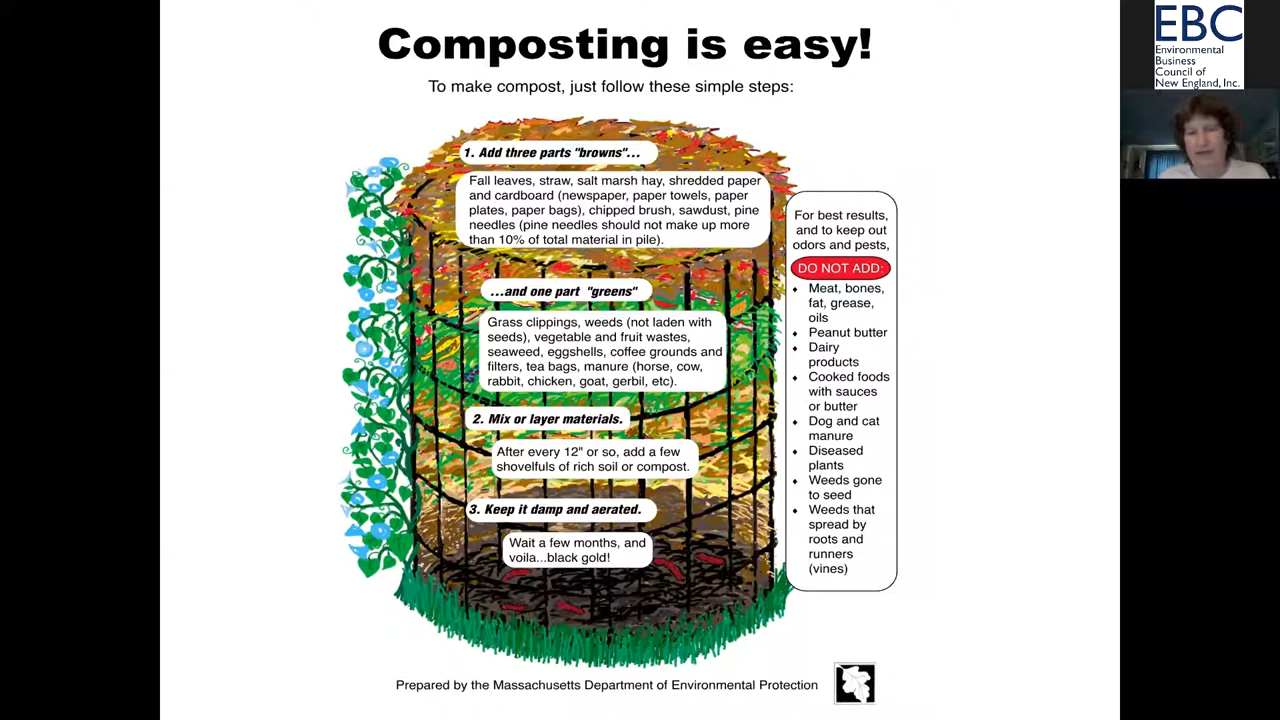 Composting is easy!
To make compost, just follow these simple steps:
1. Add three parts "browns"...
Fall leaves, straw, salt marsh hay, shredded paper
and cardboard (newspaper, paper towels, paper
plates, paper bags), chipped brush, sawdust, pine
needles (pine needles should not make up more
than 10% of total material in pile).
...and one part "greens"
Grass clippings, weeds (not laden with
seeds), vegetable and fruit wastes,
seaweed, eggshells, coffee grounds and
filters, tea bags, manure (horse, cow,
rabbit, chicken, goat, gerbil, etc).
2. Mix or layer materials.
After every 12" or so, add a few
shovelfuls of rich soil or compost.
3. Keep it damp and aerated.
Wait a few months, and
voila...black gold!
For best results,
and to keep out
odors and pests,
DO NOT ADD:
♦ Meat, bones,
fat, grease,
oils
♦ Peanut butter
♦ Dairy
products
♦ Cooked foods
with sauces
or butter
♦ Dog and cat
manure
♦ Diseased
plants
♦ Weeds gone
to seed
♦ Weeds that
spread by
roots and
runners
(vines)
Prepared by the Massachusetts Department of Environmental Protection
EBC
Environmental
Business
Council of
New England, Inc.